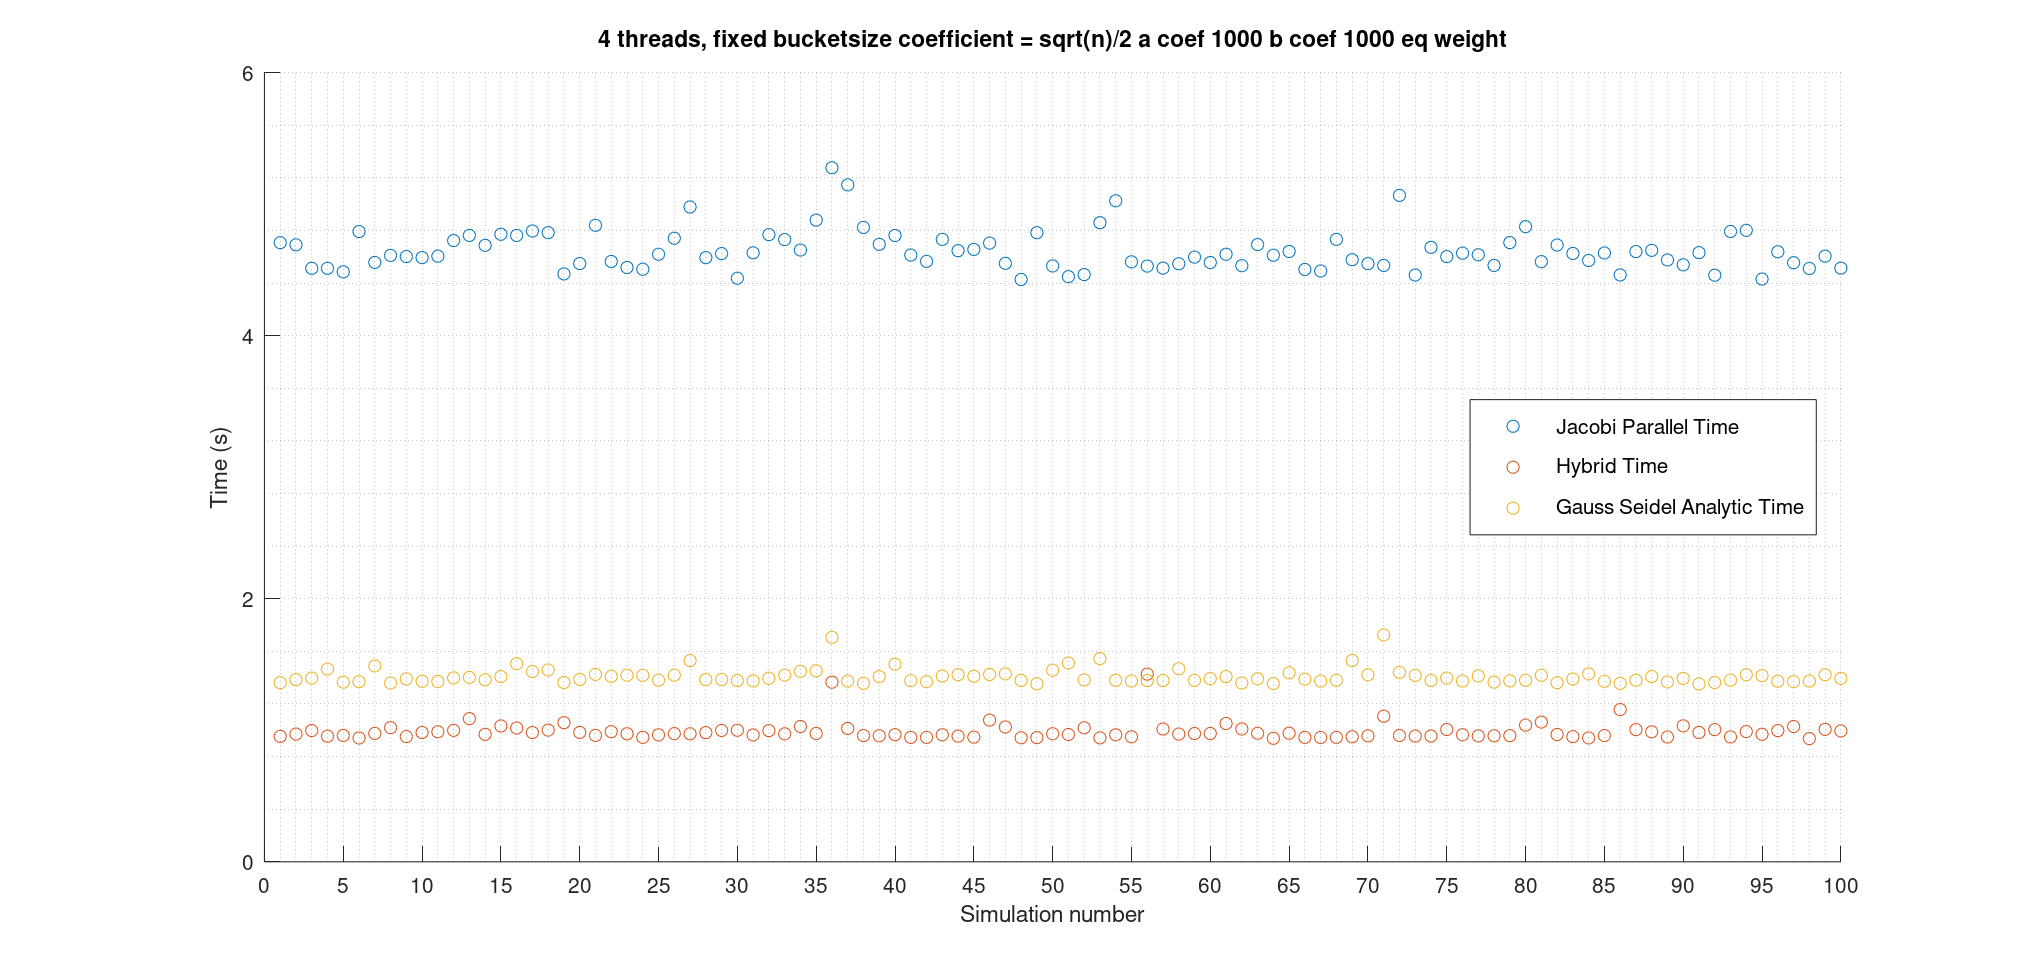 4 threads, fixed bucketsize coefficient = sqrt(n)/2 a coef 1000 b coef 1000 eq weight
6
4
2
0
Time (s)
Jacobi Parallel Time
Hybrid Time
Gauss Seidel Analytic Time
0 5 10 15 20 25 30 35 40 45 50 55 60 65 70 75 80 85 90 95 100
Simulation number